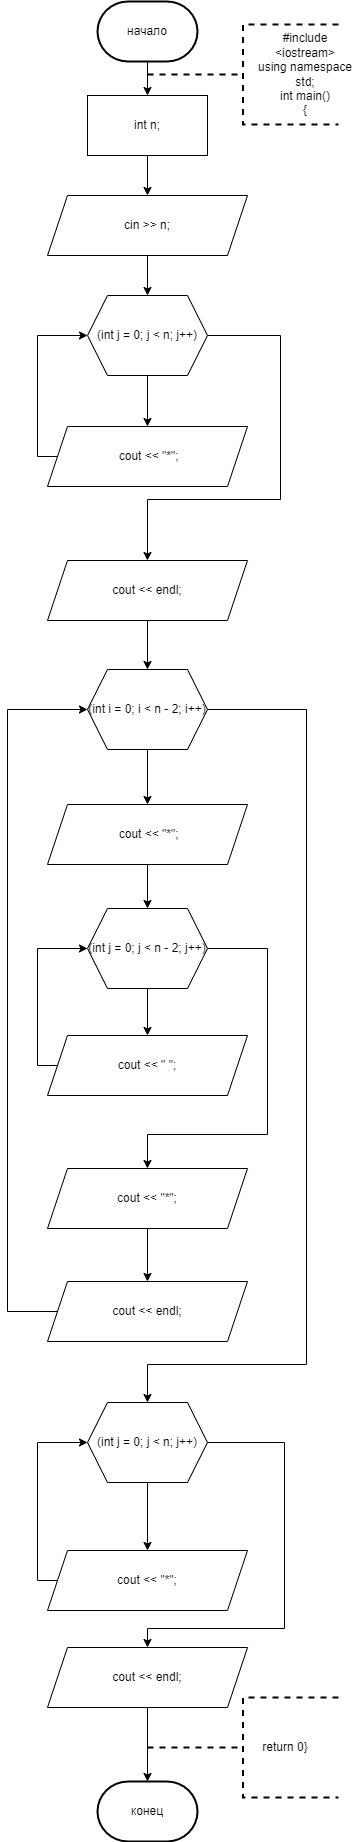 начало
#include
<iostream>
using namespace
std;
int main()
{
int n;
cin >> n;
(int j = 0; j < n; j++)
cout << "*";
cout << endl;
(int i = 0; i < n - 2; i++)
cout << "*";
(int j = 0; j < n - 2; j++)
cout << " ";
cout << "*";
cout << endl;
(int j = 0; j < n; j++)
cout << "*";
cout << endl;
return 0}
конец